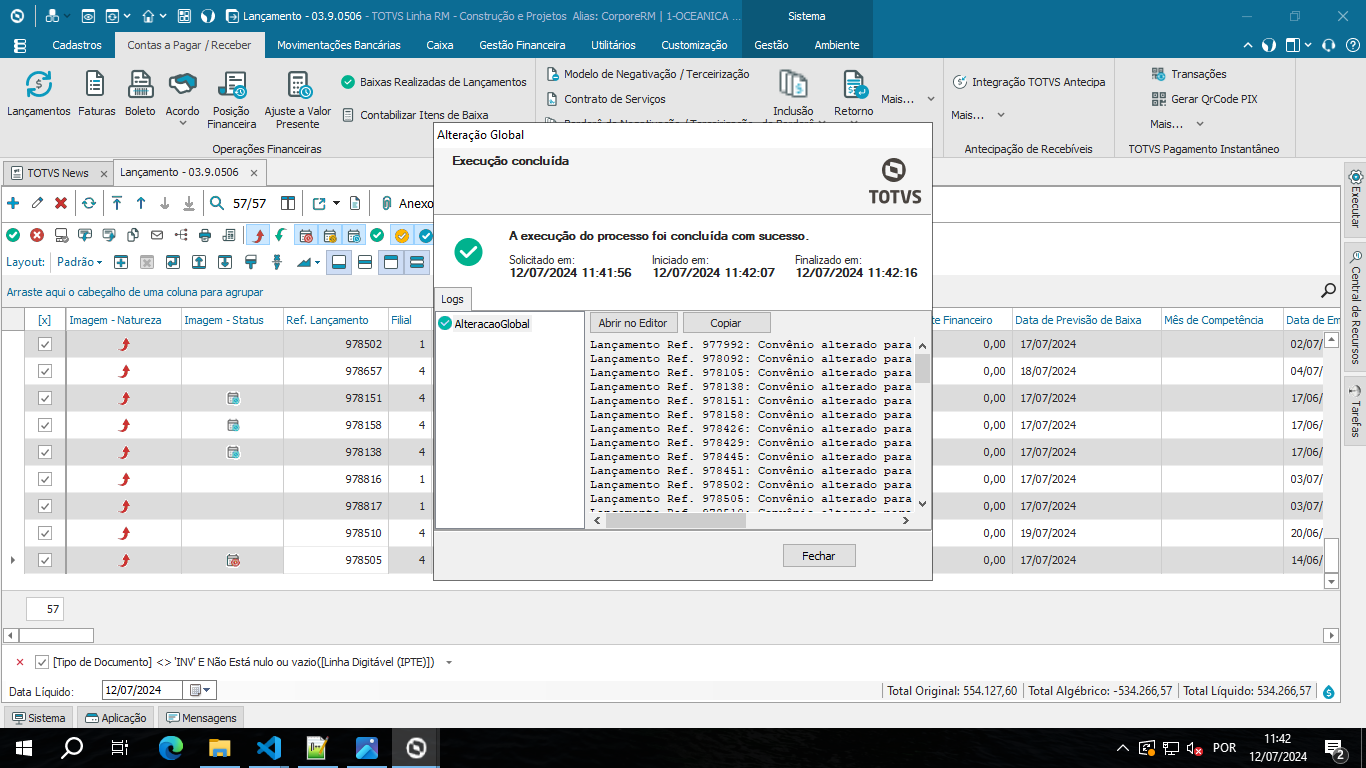 Lançamento - 03.9.0506 - TOTVS Linha RM - Construção e Projetos Alias: CorporeRM | 1-OCEANICA ...
Sistema
Cadastros Contas a Pagar / Receber Movimentações Bancárias Caixa Gestão Financeira Utilitários Customização Gestão Ambiente
Lançamentos Faturas Boleto Acordo Posição Financeira Ajuste a Valor Presente
Baixas Realizadas de Lançamentos
Contabilizar Itens de Baixa
Operações Financeiras
Modelo de Negativação / Terceirização
Contrato de Serviços
Inclusão Retorno Mais...
Integração TOTVS Antecipa
Mais...
Antecipação de Recebíveis
Transações
Gerar QrCode PIX
Mais...
TOTVS Pagamento Instantâneo
TOTVS News
Lançamento - 03.9.0506
57/57
Anexo
Layout: Padrão
Arraste aqui o cabeçalho de uma coluna para agrupar
[x] Imagem - Natureza Imagem - Status Ref. Lançamento Filial
Financeiro Data de Previsão de Baixa Mês de Competência Data de Em
978502 1 0,00 17/07/2024 02/07/
978657 4 0,00 18/07/2024 04/07/
978151 4 0,00 17/07/2024 17/06/
978158 4 0,00 17/07/2024 17/06/
978138 4 0,00 17/07/2024 17/06/
978816 1 0,00 17/07/2024 03/07/
978817 1 0,00 17/07/2024 03/07/
978510 4 0,00 19/07/2024 20/06/
978505 4 0,00 17/07/2024 14/06/
57
Alteração Global
Execução concluída
TOTVS
A execução do processo foi concluída com sucesso.
Solicitado em: Iniciado em: Finalizado em:
12/07/2024 11:41:56 12/07/2024 11:42:07 12/07/2024 11:42:16
Logs
AlteracaoGlobal
Abrir no Editor Copiar
Lançamento Ref. 977992: Convênio alterado para
Lançamento Ref. 978092: Convênio alterado para
Lançamento Ref. 978105: Convênio alterado para
Lançamento Ref. 978138: Convênio alterado para
Lançamento Ref. 978151: Convênio alterado para
Lançamento Ref. 978158: Convênio alterado para
Lançamento Ref. 978426: Convênio alterado para
Lançamento Ref. 978429: Convênio alterado para
Lançamento Ref. 978445: Convênio alterado para
Lançamento Ref. 978451: Convênio alterado para
Lançamento Ref. 978502: Convênio alterado para
Lançamento Ref. 978505: Convênio alterado para
Fechar
Executar
Central de Recursos
Tarefas
[Tipo de Documento] <> 'INV' E Não Está nulo ou vazio([Linha Digitável (IPTE)])
Data Líquido: 12/07/2024
Total Original: 554.127,60 Total Algébrico: -534.266,57 Total Líquido: 534.266,57
Sistema Aplicação Mensagens
POR
11:42
12/07/2024
2